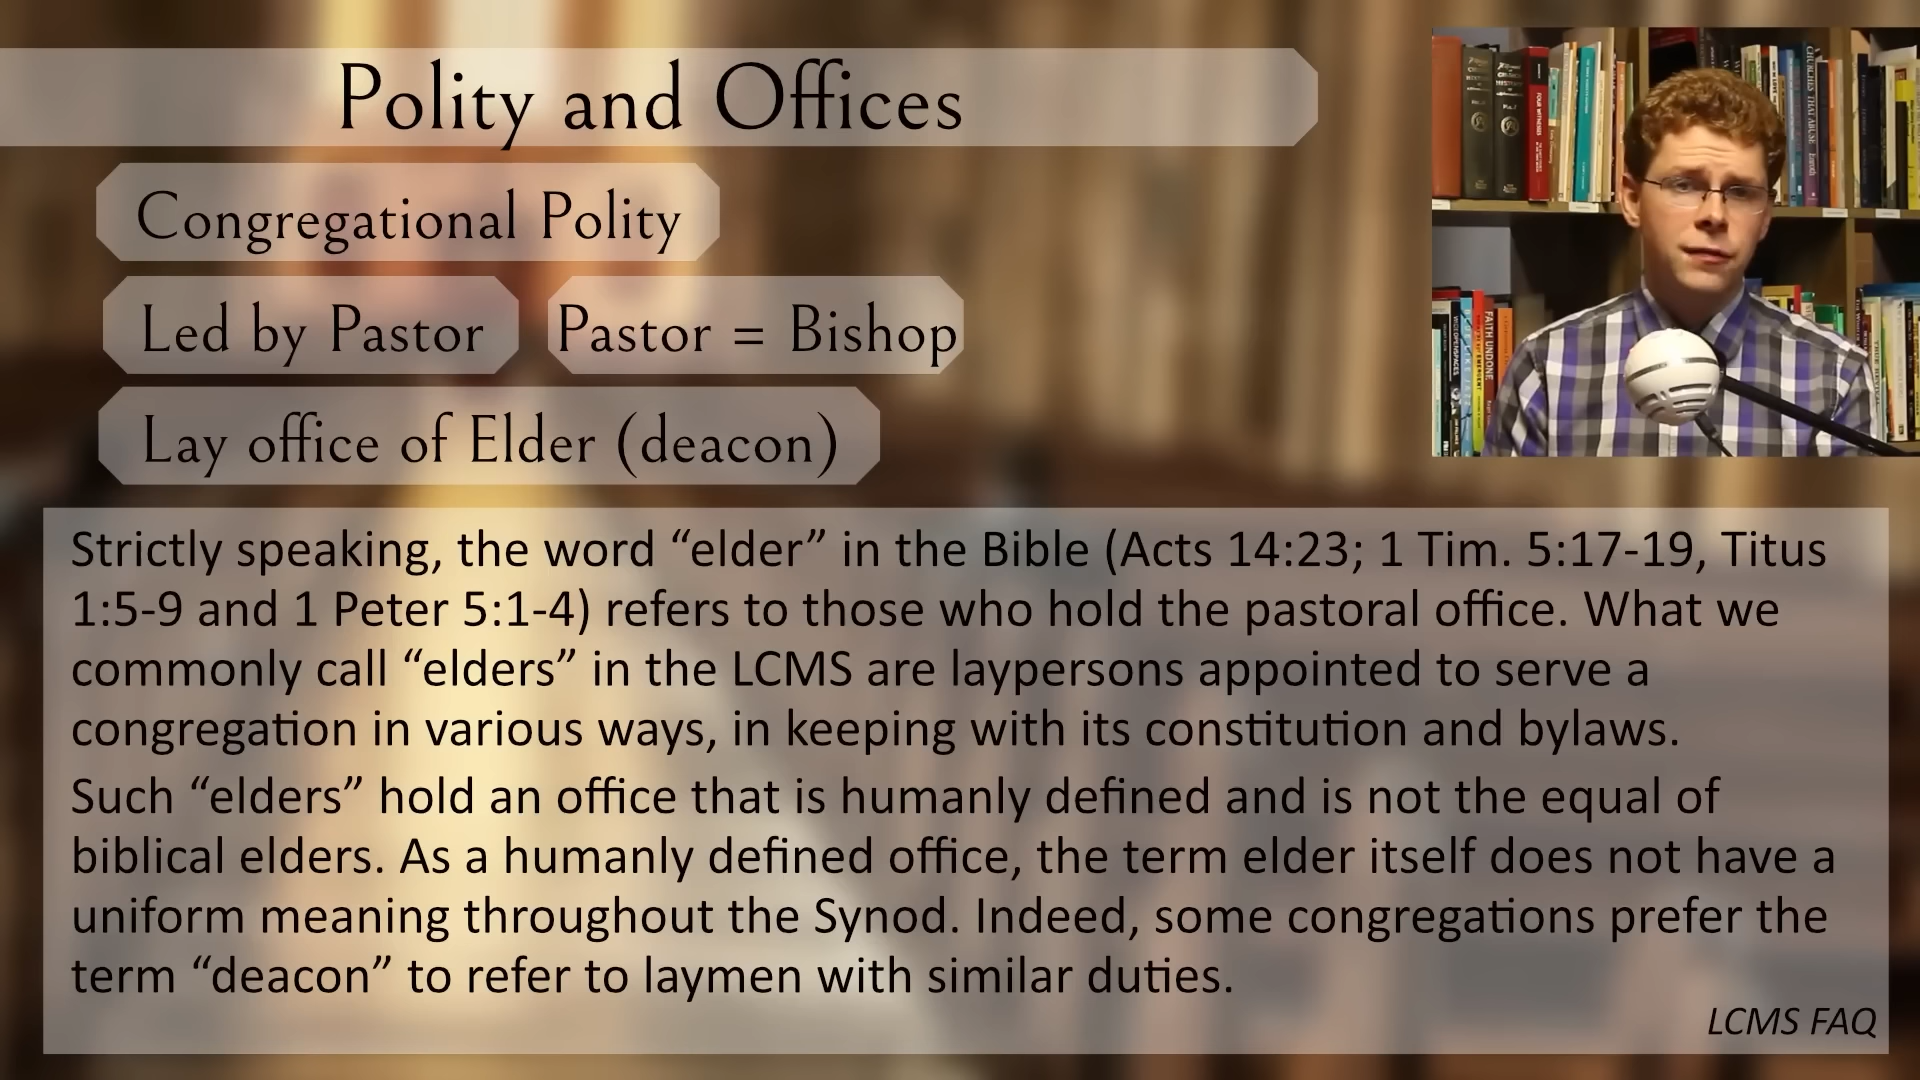 Polity and Offices
Congregational Polity
Led by Pastor
Pastor = Bishop
Lay office of Elder (deacon)
Strictly speaking, the word “elder” in the Bible (Acts 14:23; 1 Tim. 5:17-19, Titus
1:5-9 and 1 Peter 5:1-4) refers to those who hold the pastoral office. What we
commonly call “elders” in the LCMS are laypersons appointed to serve a
congregation in various ways, in keeping with its constitution and bylaws.
Such “elders” hold an office that is humanly defined and is not the equal of
biblical elders. As a humanly defined office, the term elder itself does not have a
uniform meaning throughout the Synod. Indeed, some congregations prefer the
term “deacon” to refer to laymen with similar duties.
LCMS FAQ
FAITH UNDONE